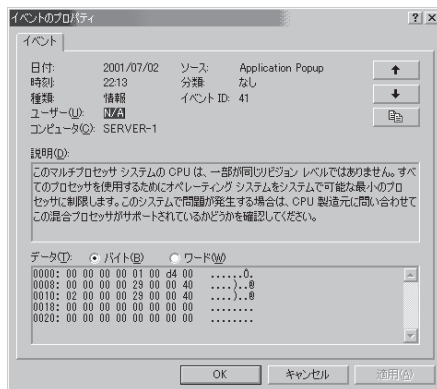 イベントのプロパティ
イベント
日付: 2001/07/02 ソース: Application Popup
時刻: 22:13 分類: なし
種類: 情報 イベント ID: 41
ユーザー(U): N/A
コンピュータ(C): SERVER-1
説明(D):
このマルチプロセッサ システムの CPU は、一部が同じリビジョン レベルではありません。すべ
てのプロセッサを使用するためにオペレーティング システムをシステムで可能な最小のプロ
セッサに制限します。このシステムで問題が発生する場合は、CPU 製造元に問い合わせて
この混合プロセッサがサポートされているかどうかを確認してください。
データ(T): バイト(B) ワード(W)
0000: 00 00 00 00 01 00 d4 00 ......Ô.
0008: 00 00 00 00 29 00 00 40 ....)..@
0010: 02 00 00 00 29 00 00 40 ....)..@
0018: 00 00 00 00 00 00 00 00 ........
0020: 00 00 00 00 00 00 00 00 ........
OK キャンセル 適用(A)